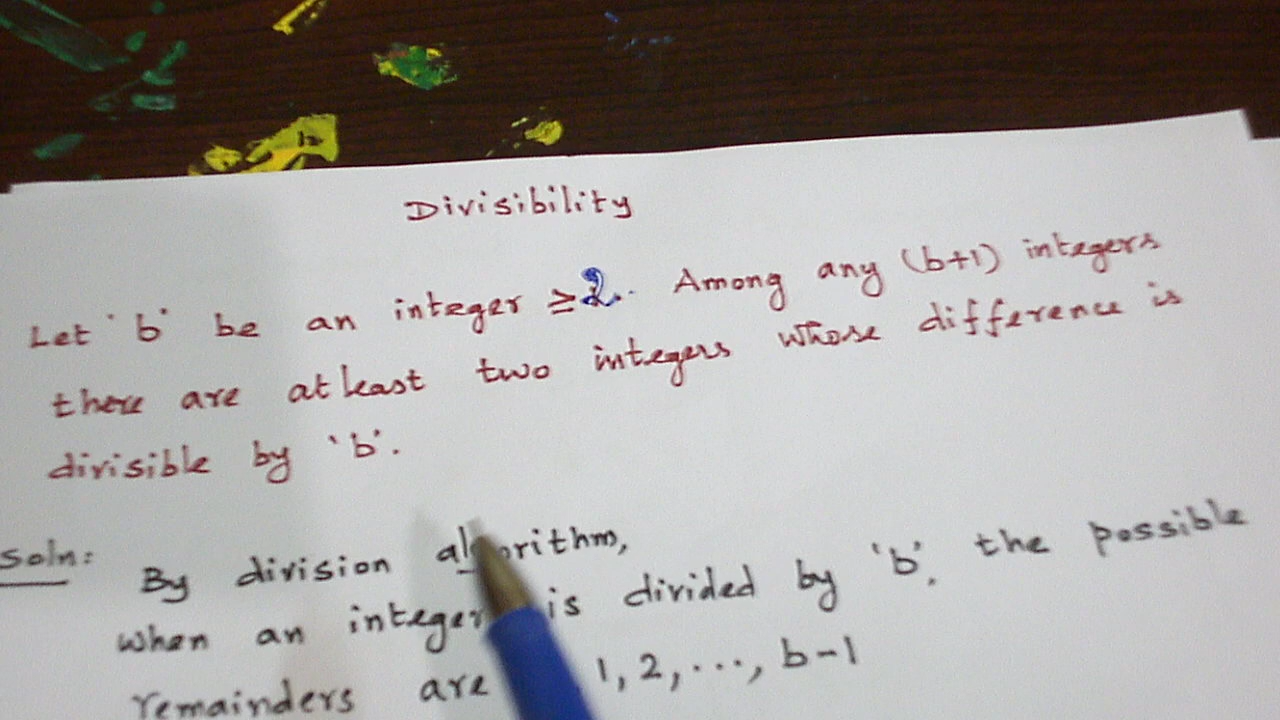 Divisibility
Let 'b' be an integer ≥2. Among any (b+1) integers
there are atleast two integers whose difference is
divisible by 'b'.
Soln: By division algorithm,
when an integer is divided by 'b', the possible
remainders are 1, 2, ..., b-1